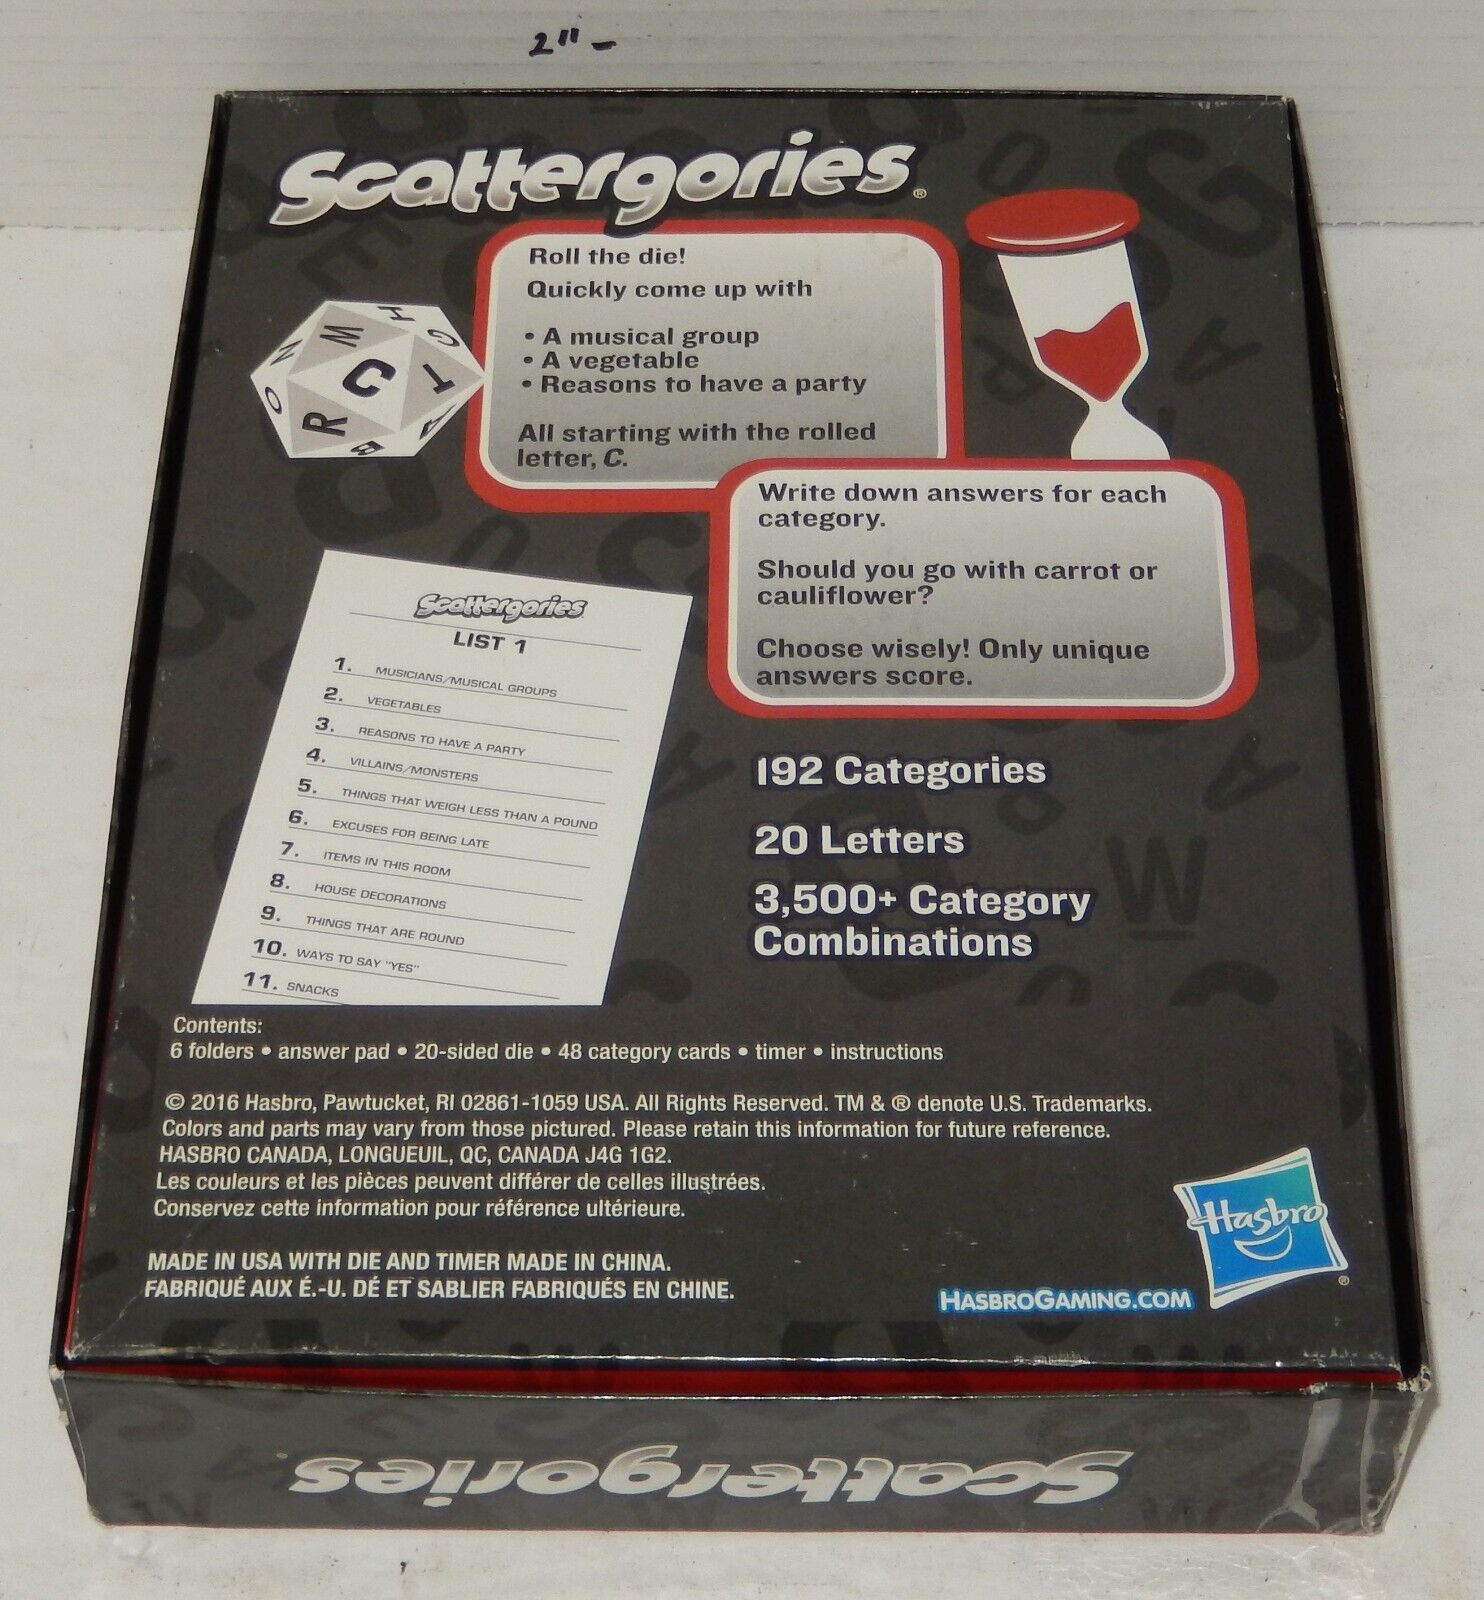 2" -
Scattergories®
Roll the die!
Quickly come up with
• A musical group
• A vegetable
• Reasons to have a party
All starting with the rolled
letter, C.
M
H
G
N
W
C
T
O
R
B
A
Write down answers for each
category.
Should you go with carrot or
cauliflower?
Choose wisely! Only unique
answers score.
Scattergories
LIST 1
1. MUSICIANS/MUSICAL GROUPS
2. VEGETABLES
3. REASONS TO HAVE A PARTY
4. VILLAINS/MONSTERS
5. THINGS THAT WEIGH LESS THAN A POUND
6. EXCUSES FOR BEING LATE
7. ITEMS IN THIS ROOM
8. HOUSE DECORATIONS
9. THINGS THAT ARE ROUND
10. WAYS TO SAY "YES"
11. SNACKS
192 Categories
20 Letters
3,500+ Category
Combinations
Contents:
6 folders • answer pad • 20-sided die • 48 category cards • timer • instructions
© 2016 Hasbro, Pawtucket, RI 02861-1059 USA. All Rights Reserved. TM & ® denote U.S. Trademarks.
Colors and parts may vary from those pictured. Please retain this information for future reference.
HASBRO CANADA, LONGUEUIL, QC, CANADA J4G 1G2.
Les couleurs et les pièces peuvent différer de celles illustrées.
Conservez cette information pour référence ultérieure.
MADE IN USA WITH DIE AND TIMER MADE IN CHINA.
FABRIQUÉ AUX É.-U. DÉ ET SABLIER FABRIQUÉS EN CHINE.
Hasbro®
HASBROGAMING.COM
Scattergories